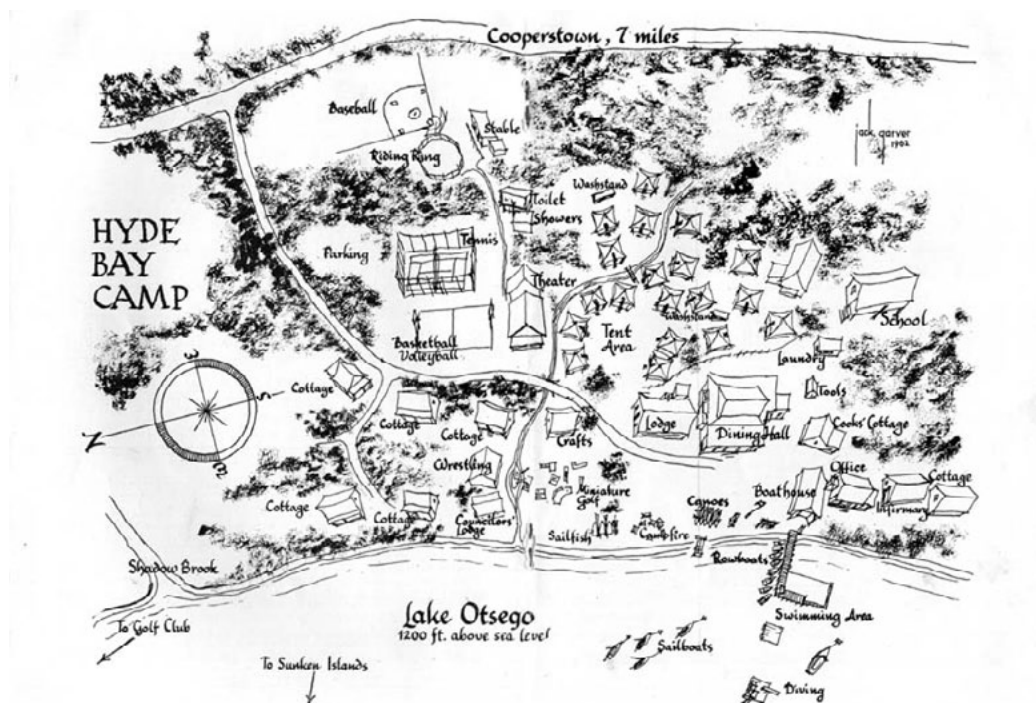 Cooperstown, 7 miles
Baseball
Stable
jack garver
Riding Ring
Washstand
Toilet
Showers
HYDE
BAY
CAMP
Parking
Tennis
Theater
Tent
Area
Washstand
School
Basketball
Volleyball
Laundry
E
S
N
W
Cottage
Cottage
Cottage
Crafts
Lodge
Dining Hall
Tools
Cooks' Cottage
Wrestling
Miniature
Golf
Office
Boathouse
Cottage
Infirmary
Cottage
Cottage
Councillors'
Lodge
Sailfish
Canoes
Campfire
Rowboats
Shadow Brook
To Golf Club
Lake Otsego
1200 ft. above sea level
Swimming Area
Sailboats
To Sunken Islands
Diving